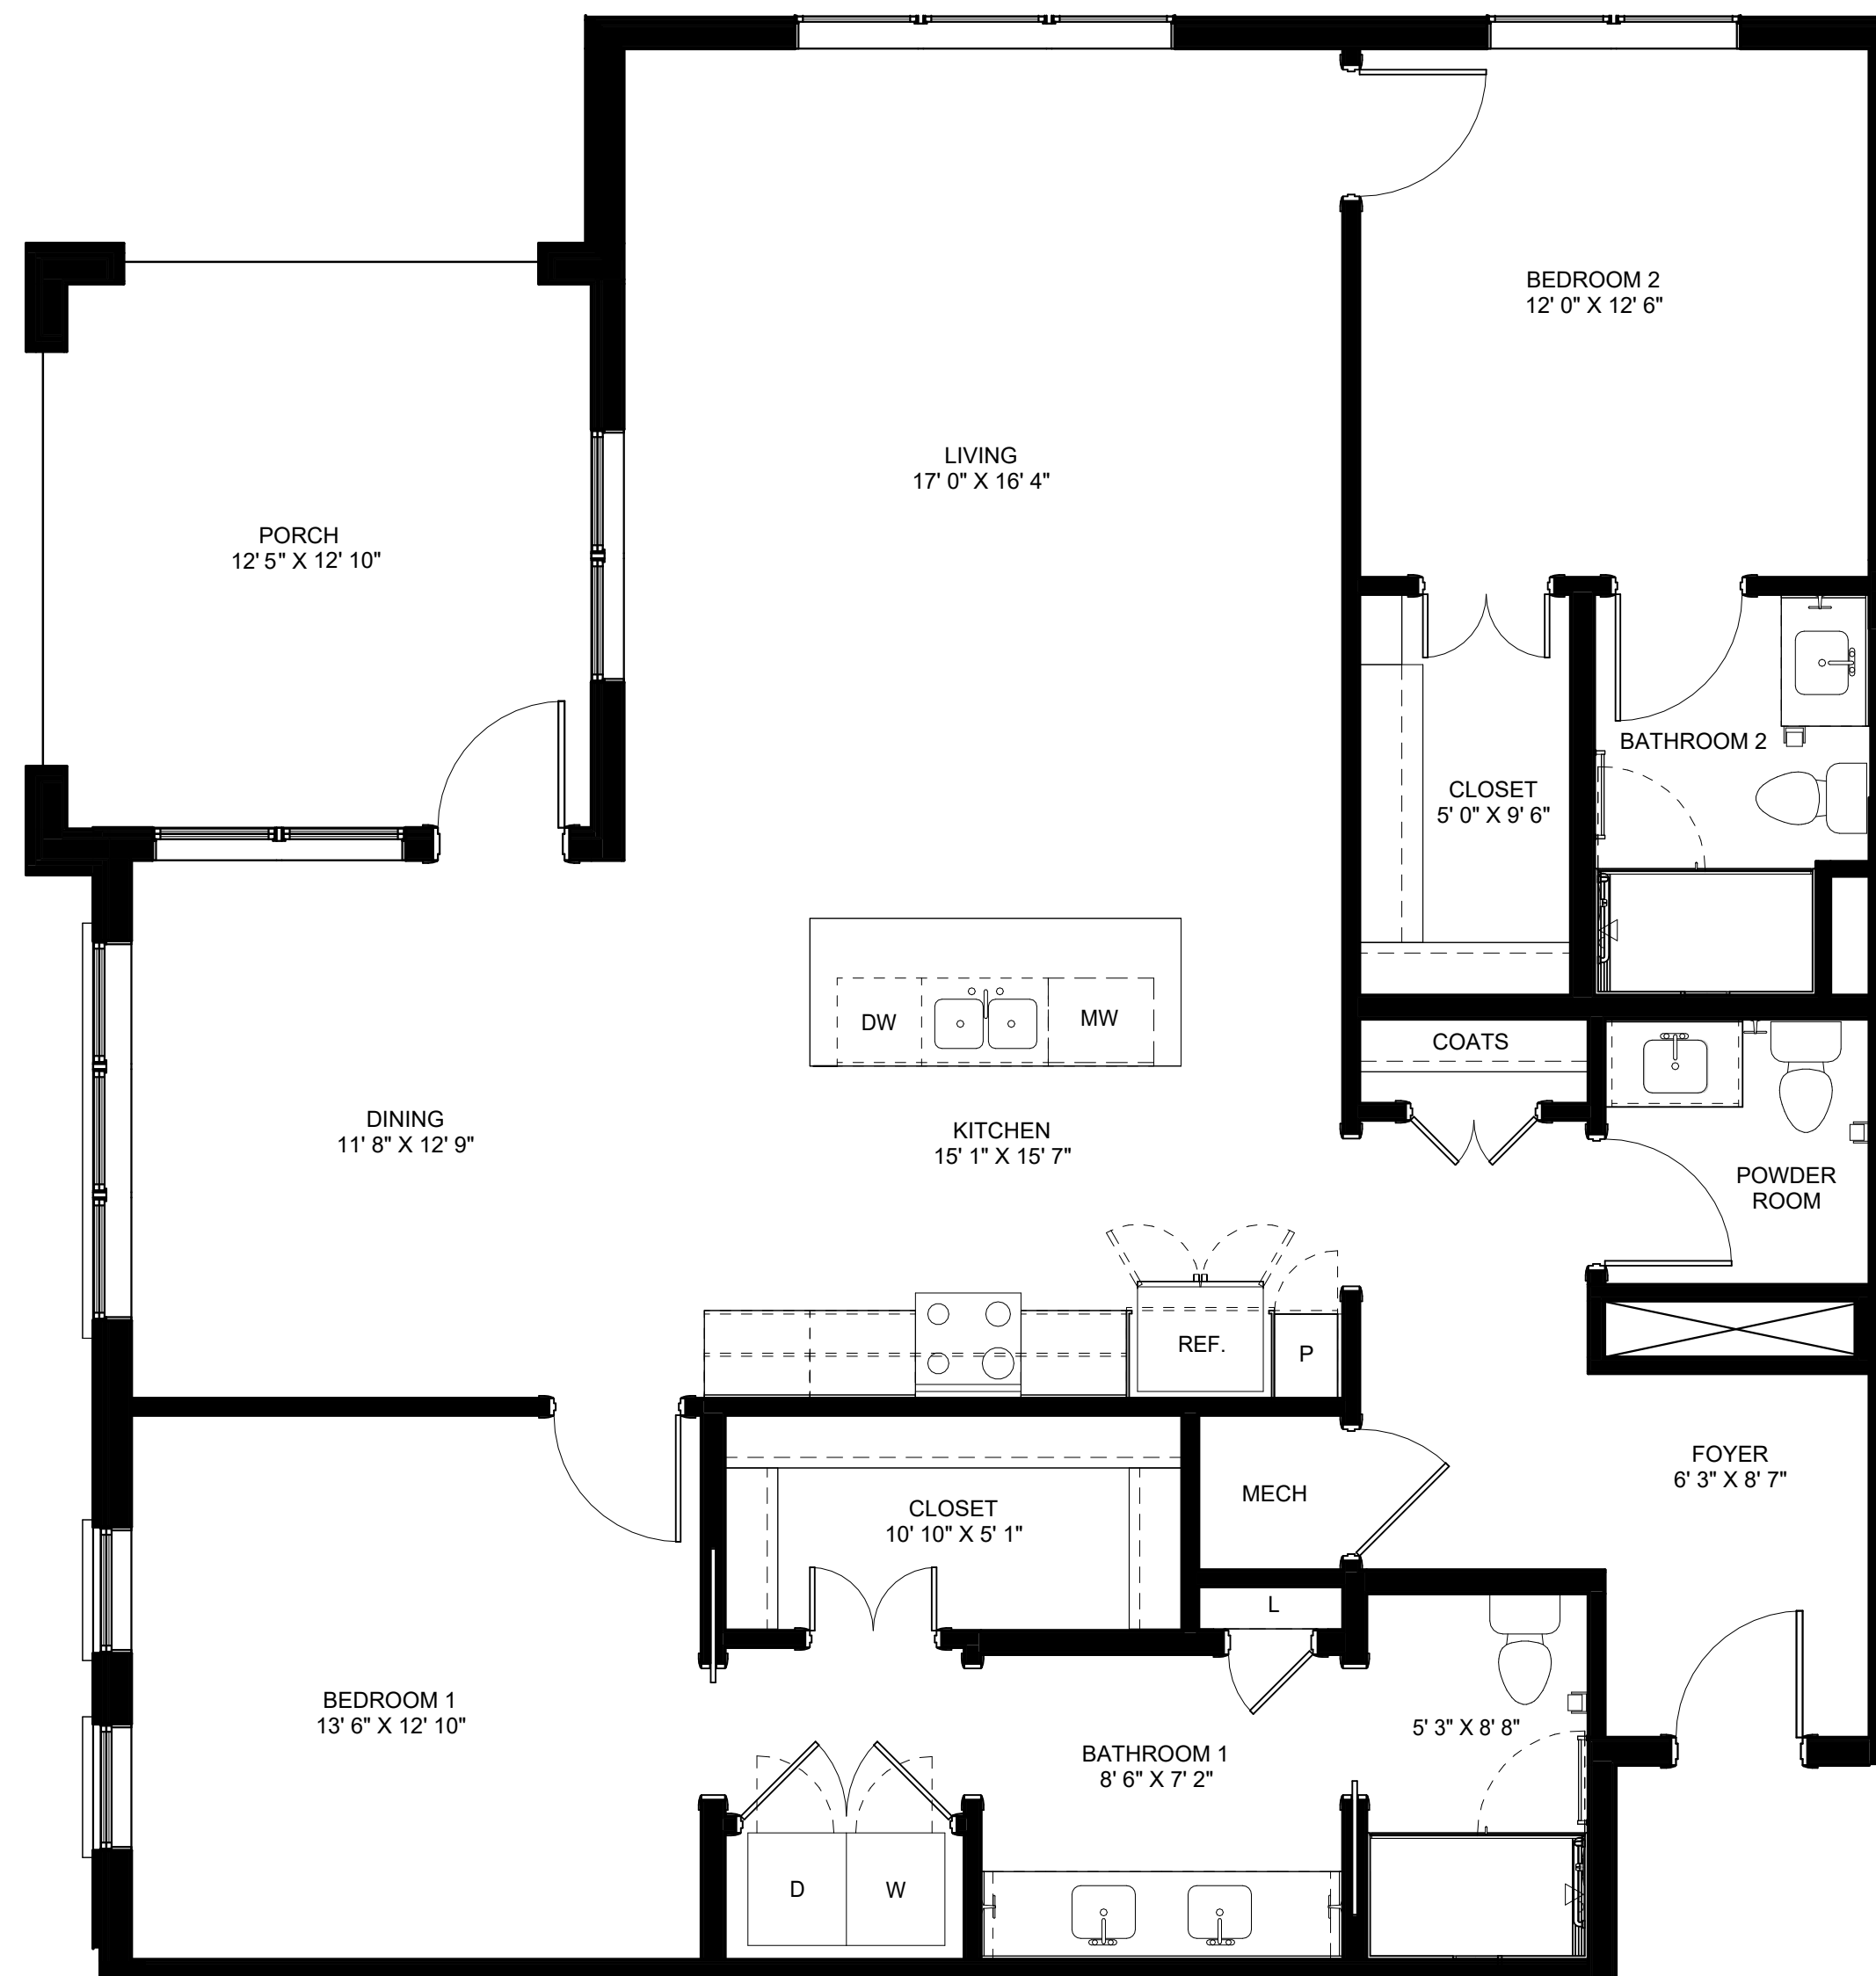 BEDROOM 2
12' 0" X 12' 6"
LIVING
17' 0" X 16' 4"
PORCH
12' 5" X 12' 10"
BATHROOM 2
CLOSET
5' 0" X 9' 6"
DW
MW
COATS
DINING
11' 8" X 12' 9"
KITCHEN
15' 1" X 15' 7"
POWDER
ROOM
REF.
P
FOYER
6' 3" X 8' 7"
MECH
CLOSET
10' 10" X 5' 1"
L
BEDROOM 1
13' 6" X 12' 10"
5' 3" X 8' 8"
BATHROOM 1
8' 6" X 7' 2"
D
W